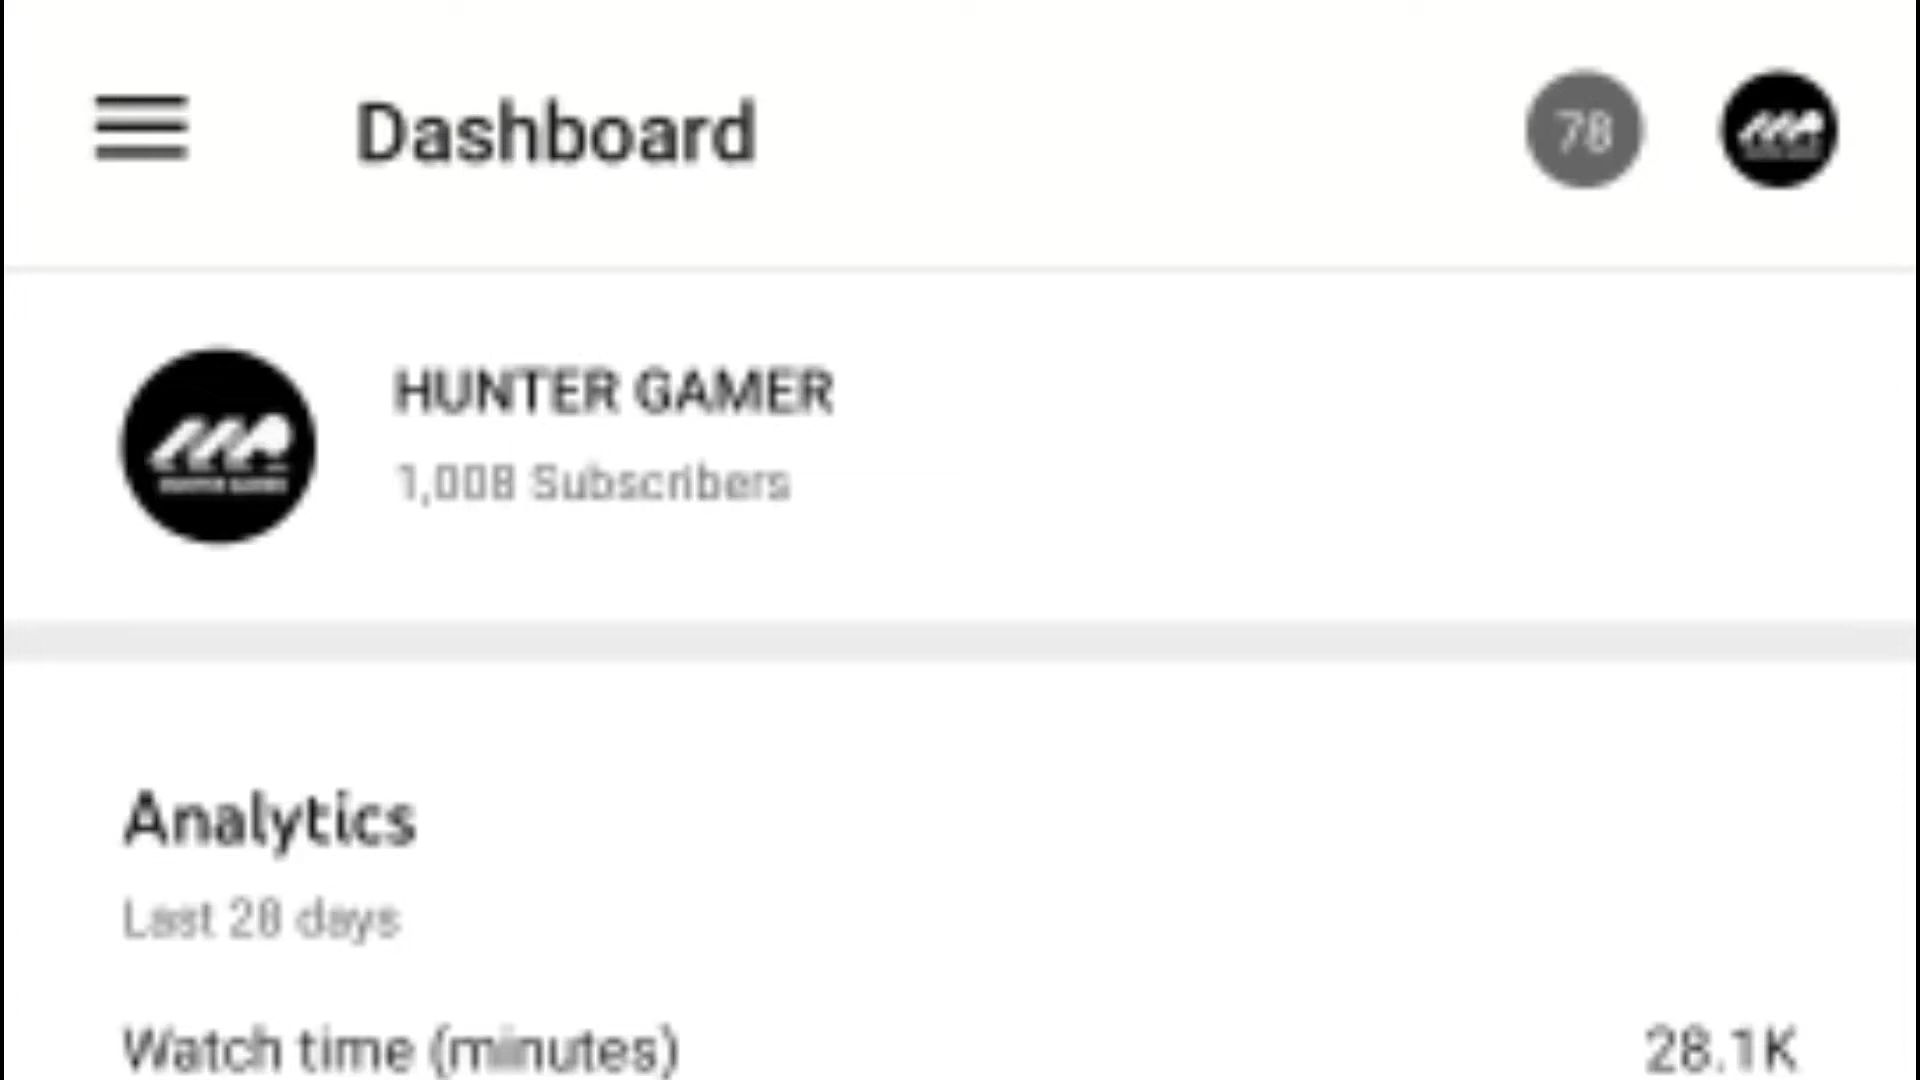 Dashboard
78
HUNTER GAMER
1,008 Subscribers
Analytics
Last 28 days
Watch time (minutes) 28.1K